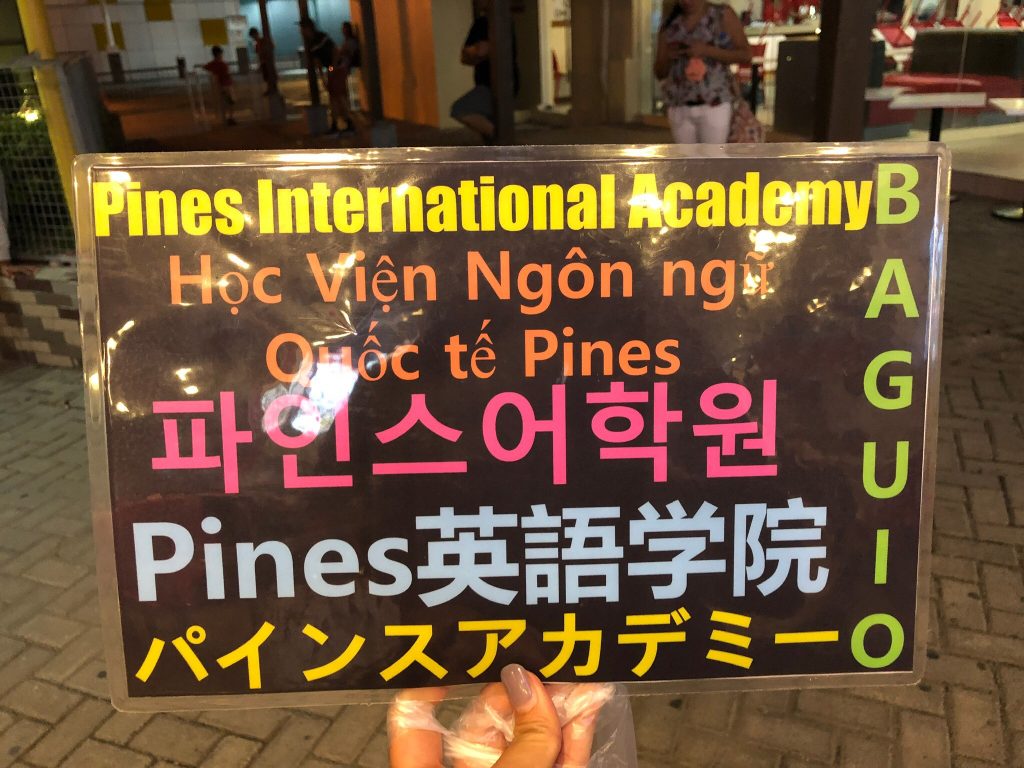 Pines International Academy
Học Viện Ngôn ngữ
Quốc tế Pines
파인스어학원
Pines英語学院
パインスアカデミー
BAGUIO